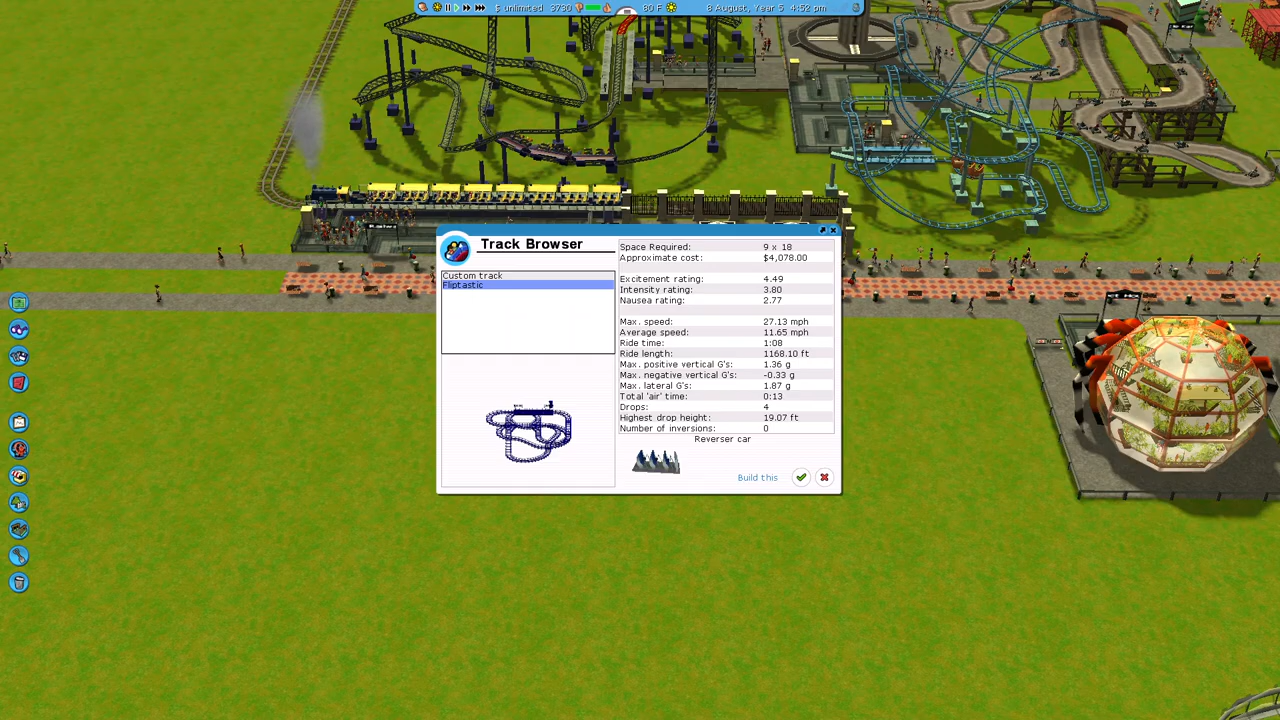 $ unlimited 3730 80 F 8 August, Year 5 4:52 pm
Track Browser
Custom track
Fliptastic
Space Required: 9 x 18
Approximate cost: $4,078.00
Excitement rating: 4.49
Intensity rating: 3.80
Nausea rating: 2.77
Max. speed: 27.13 mph
Average speed: 11.65 mph
Ride time: 1:08
Ride length: 1168.10 ft
Max. positive vertical G's: 1.36 g
Max. negative vertical G's: -0.33 g
Max. lateral G's: 1.87 g
Total 'air' time: 0:13
Drops: 4
Highest drop height: 19.07 ft
Number of inversions: 0
Reverser car
Build this